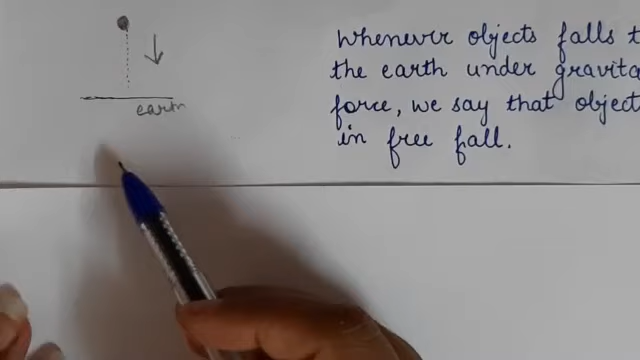 earth
Whenever objects falls t
the earth under gravita
force, we say that object
in free fall.